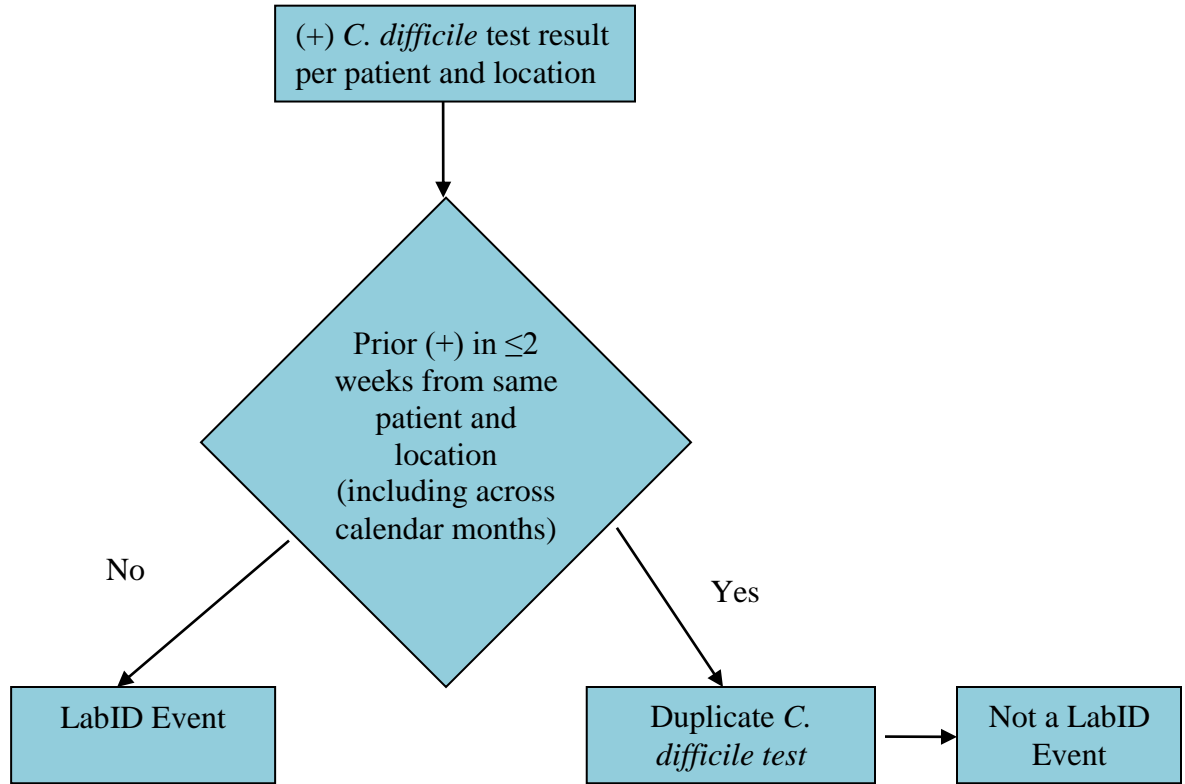 (+) C. difficile test result
per patient and location
Prior (+) in ≤2
weeks from same
patient and
location
(including across
calendar months)
No
Yes
LabID Event
Duplicate C.
difficile test
Not a LabID
Event